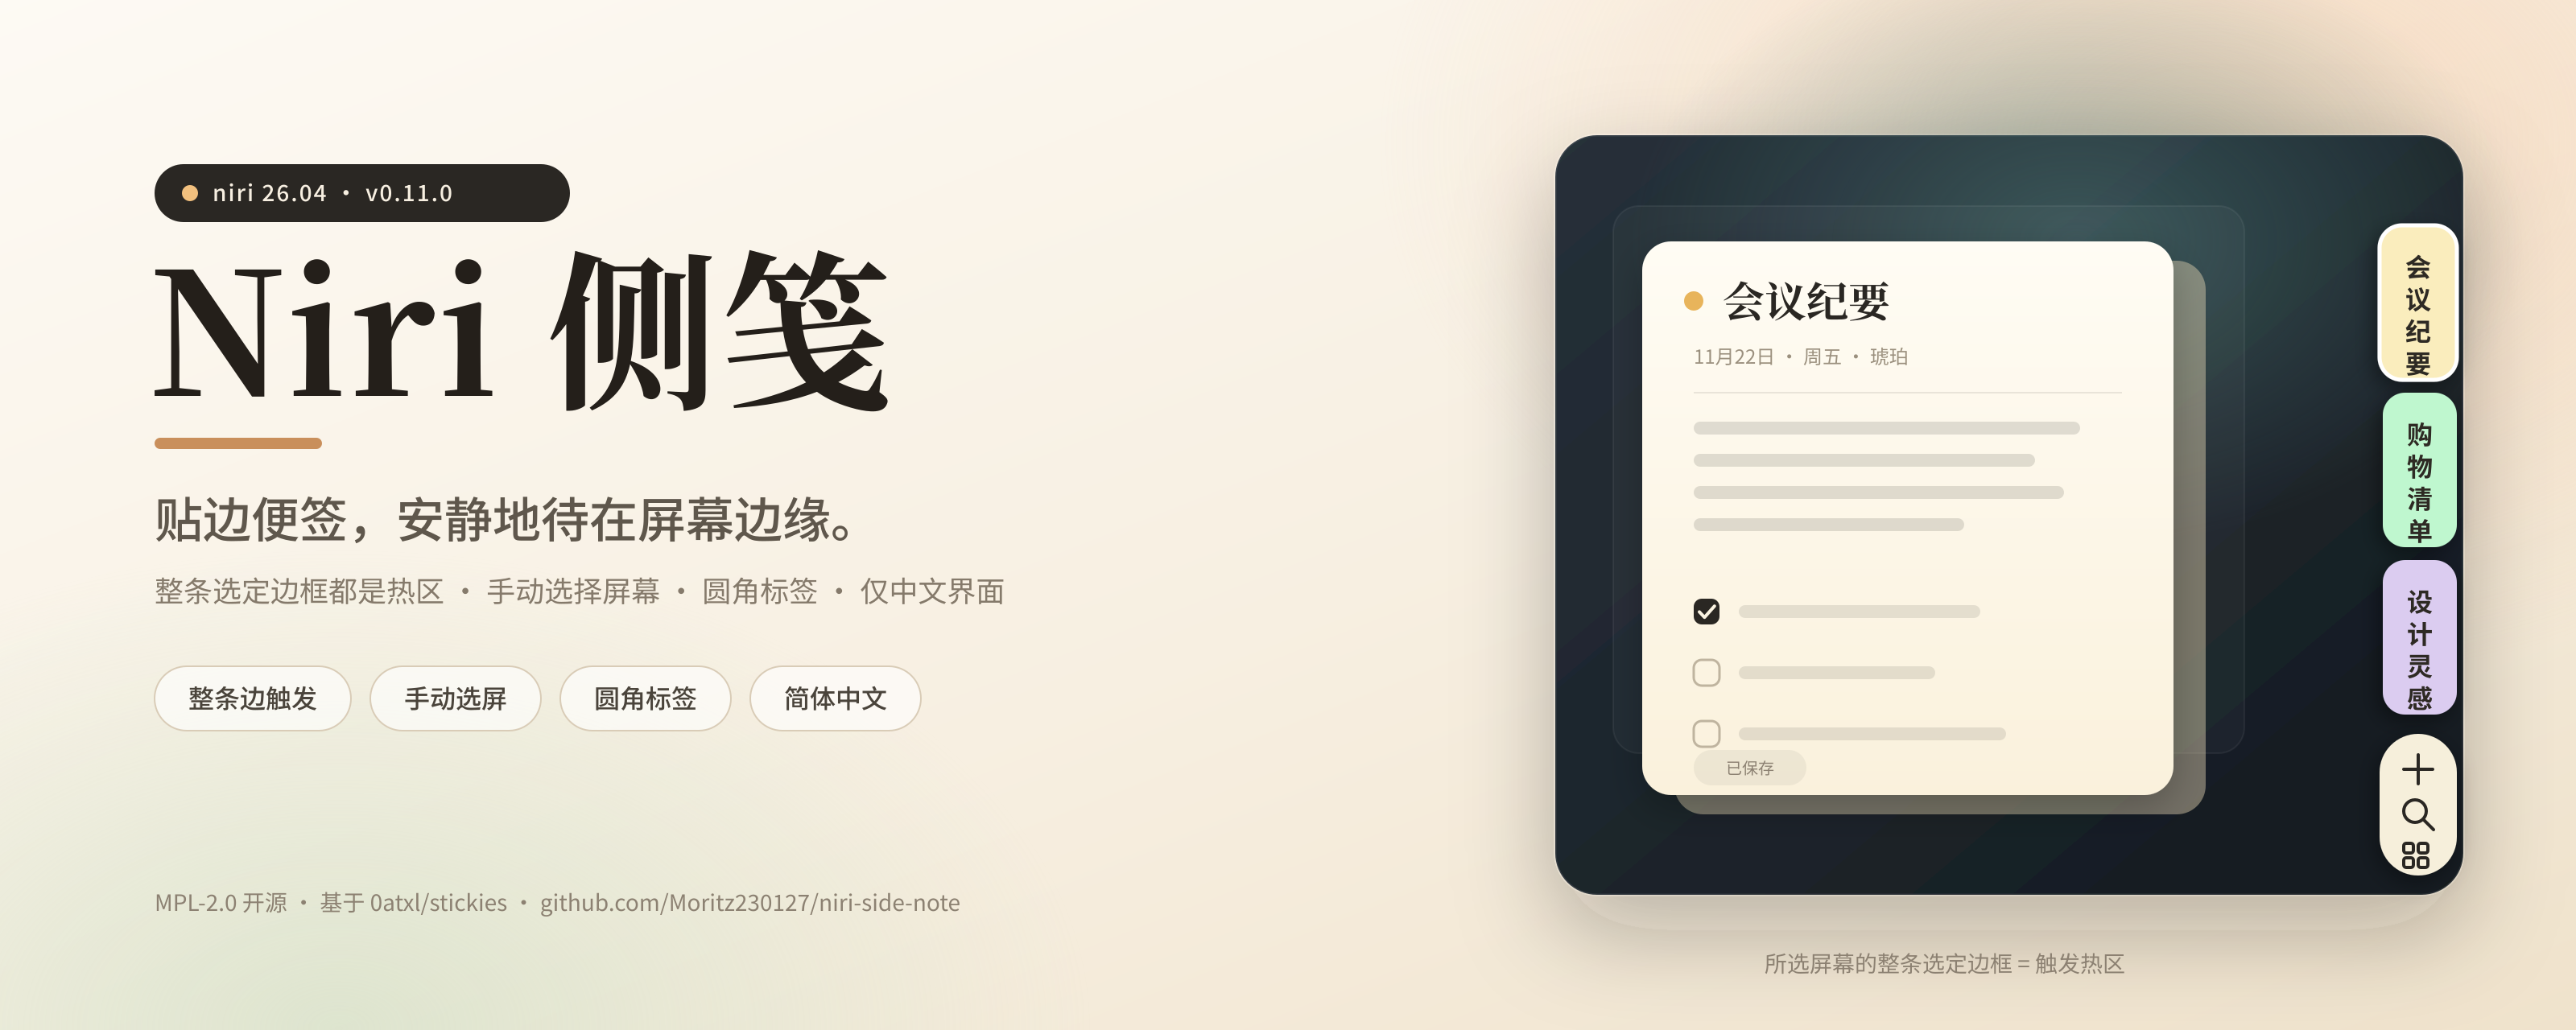 niri 26.04 · v0.11.0
Niri 侧笺
贴边便签，安静地待在屏幕边缘。
整条选定边框都是热区 · 手动选择屏幕 · 圆角标签 · 仅中文界面
整条边触发
手动选屏
圆角标签
简体中文
MPL-2.0 开源 · 基于 0atxl/stickies · github.com/Moritz230127/niri-side-note
会议纪要
11月22日 · 周五 · 琥珀
已保存
会议纪要
购物清单
设计灵感
所选屏幕的整条选定边框 = 触发热区